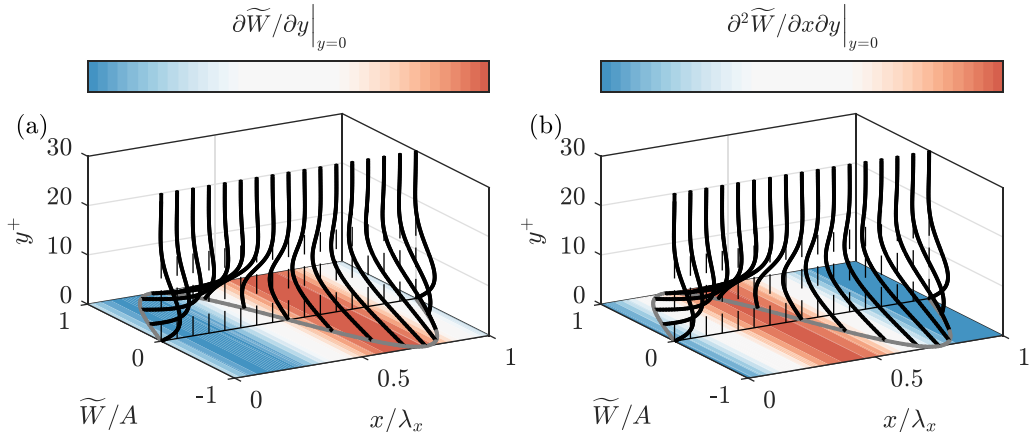 ∂W̃/∂y|y=0
∂²W̃/∂x∂y|y=0
(a)
30
20
10
0
y⁺
1
0
-1
W̃/A
0
0.5
1
x/λₓ
(b)
30
20
10
0
y⁺
1
0
-1
W̃/A
0
0.5
1
x/λₓ